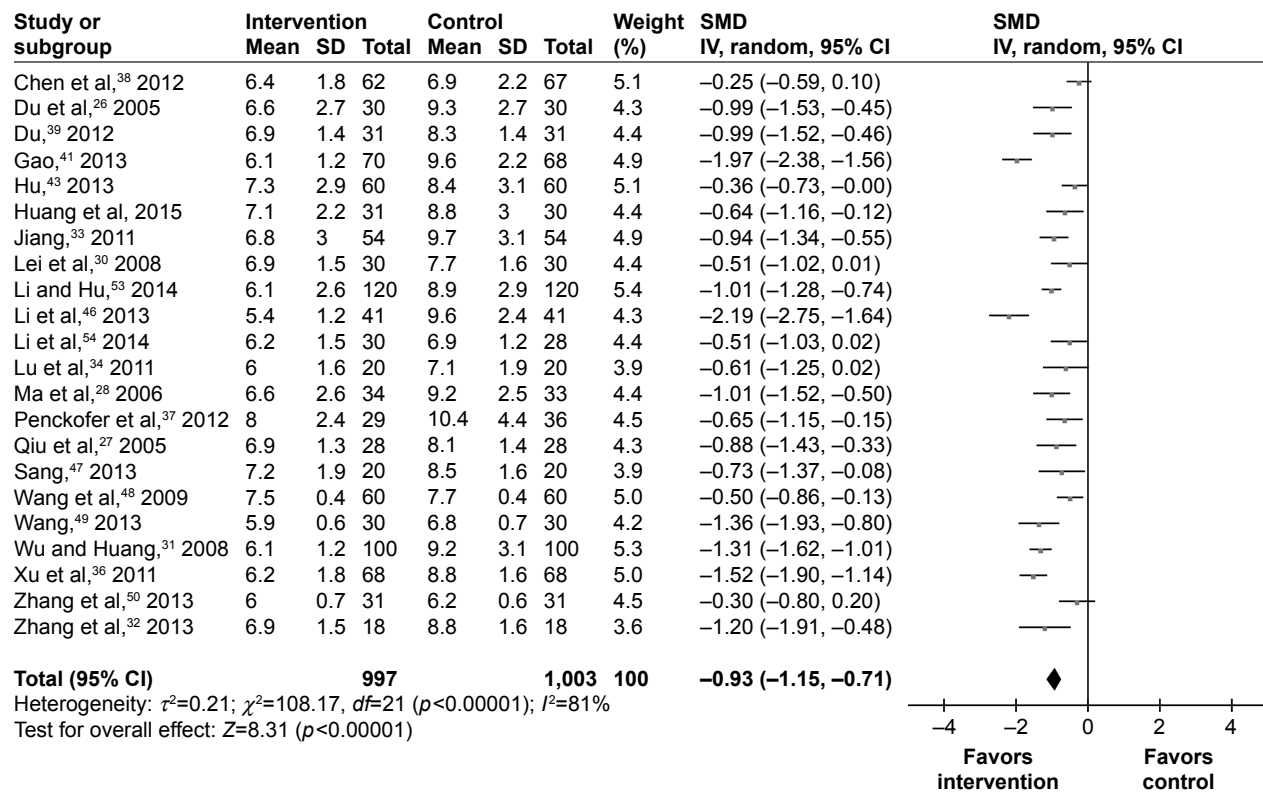 Study or Intervention Control Weight SMD SMD
subgroup Mean SD Total Mean SD Total (%) IV, random, 95% CI IV, random, 95% CI
Chen et al,³⁸ 2012 6.4 1.8 62 6.9 2.2 67 5.1 –0.25 (–0.59, 0.10)
Du et al,²⁶ 2005 6.6 2.7 30 9.3 2.7 30 4.3 –0.99 (–1.53, –0.45)
Du,³⁹ 2012 6.9 1.4 31 8.3 1.4 31 4.4 –0.99 (–1.52, –0.46)
Gao,⁴¹ 2013 6.1 1.2 70 9.6 2.2 68 4.9 –1.97 (–2.38, –1.56)
Hu,⁴³ 2013 7.3 2.9 60 8.4 3.1 60 5.1 –0.36 (–0.73, –0.00)
Huang et al, 2015 7.1 2.2 31 8.8 3 30 4.4 –0.64 (–1.16, –0.12)
Jiang,³³ 2011 6.8 3 54 9.7 3.1 54 4.9 –0.94 (–1.34, –0.55)
Lei et al,³⁰ 2008 6.9 1.5 30 7.7 1.6 30 4.4 –0.51 (–1.02, 0.01)
Li and Hu,⁵³ 2014 6.1 2.6 120 8.9 2.9 120 5.4 –1.01 (–1.28, –0.74)
Li et al,⁴⁶ 2013 5.4 1.2 41 9.6 2.4 41 4.3 –2.19 (–2.75, –1.64)
Li et al,⁵⁴ 2014 6.2 1.5 30 6.9 1.2 28 4.4 –0.51 (–1.03, 0.02)
Lu et al,³⁴ 2011 6 1.6 20 7.1 1.9 20 3.9 –0.61 (–1.25, 0.02)
Ma et al,²⁸ 2006 6.6 2.6 34 9.2 2.5 33 4.4 –1.01 (–1.52, –0.50)
Penckofer et al,³⁷ 2012 8 2.4 29 10.4 4.4 36 4.5 –0.65 (–1.15, –0.15)
Qiu et al,²⁷ 2005 6.9 1.3 28 8.1 1.4 28 4.3 –0.88 (–1.43, –0.33)
Sang,⁴⁷ 2013 7.2 1.9 20 8.5 1.6 20 3.9 –0.73 (–1.37, –0.08)
Wang et al,⁴⁸ 2009 7.5 0.4 60 7.7 0.4 60 5.0 –0.50 (–0.86, –0.13)
Wang,⁴⁹ 2013 5.9 0.6 30 6.8 0.7 30 4.2 –1.36 (–1.93, –0.80)
Wu and Huang,³¹ 2008 6.1 1.2 100 9.2 3.1 100 5.3 –1.31 (–1.62, –1.01)
Xu et al,³⁶ 2011 6.2 1.8 68 8.8 1.6 68 5.0 –1.52 (–1.90, –1.14)
Zhang et al,⁵⁰ 2013 6 0.7 31 6.2 0.6 31 4.5 –0.30 (–0.80, 0.20)
Zhang et al,³² 2013 6.9 1.5 18 8.8 1.6 18 3.6 –1.20 (–1.91, –0.48)
Total (95% CI) 997 1,003 100 –0.93 (–1.15, –0.71)
Heterogeneity: τ²=0.21; χ²=108.17, df=21 (p<0.00001); I²=81%
Test for overall effect: Z=8.31 (p<0.00001)
–4 –2 0 2 4
Favors Favors
intervention control